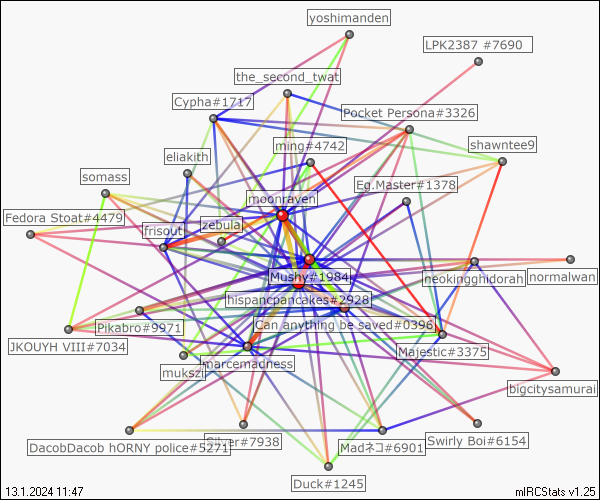 yoshimanden
LPK2387 #7690
the_second_twat
Cypha#1717
Pocket Persona#3326
ming#4742
shawntee9
eliakith
Eg.Master#1378
somass
moonraven
Fedora Stoat#4479
zebula
frisout
Mushy#1984
neokingghidorah
normalwan
hispancpancakes#2928
Can anything be saved#0396
Pikabro#9971
JKOUYH VIII#7034
Majestic#3375
marcemadness
mukszi
bigcitysamurai
Swirly Boi#6154
DacobDacob hORNY police#5271
Silver#7938
Madネコ#6901
Duck#1245
13.1.2024 11:47
mIRCStats v1.25